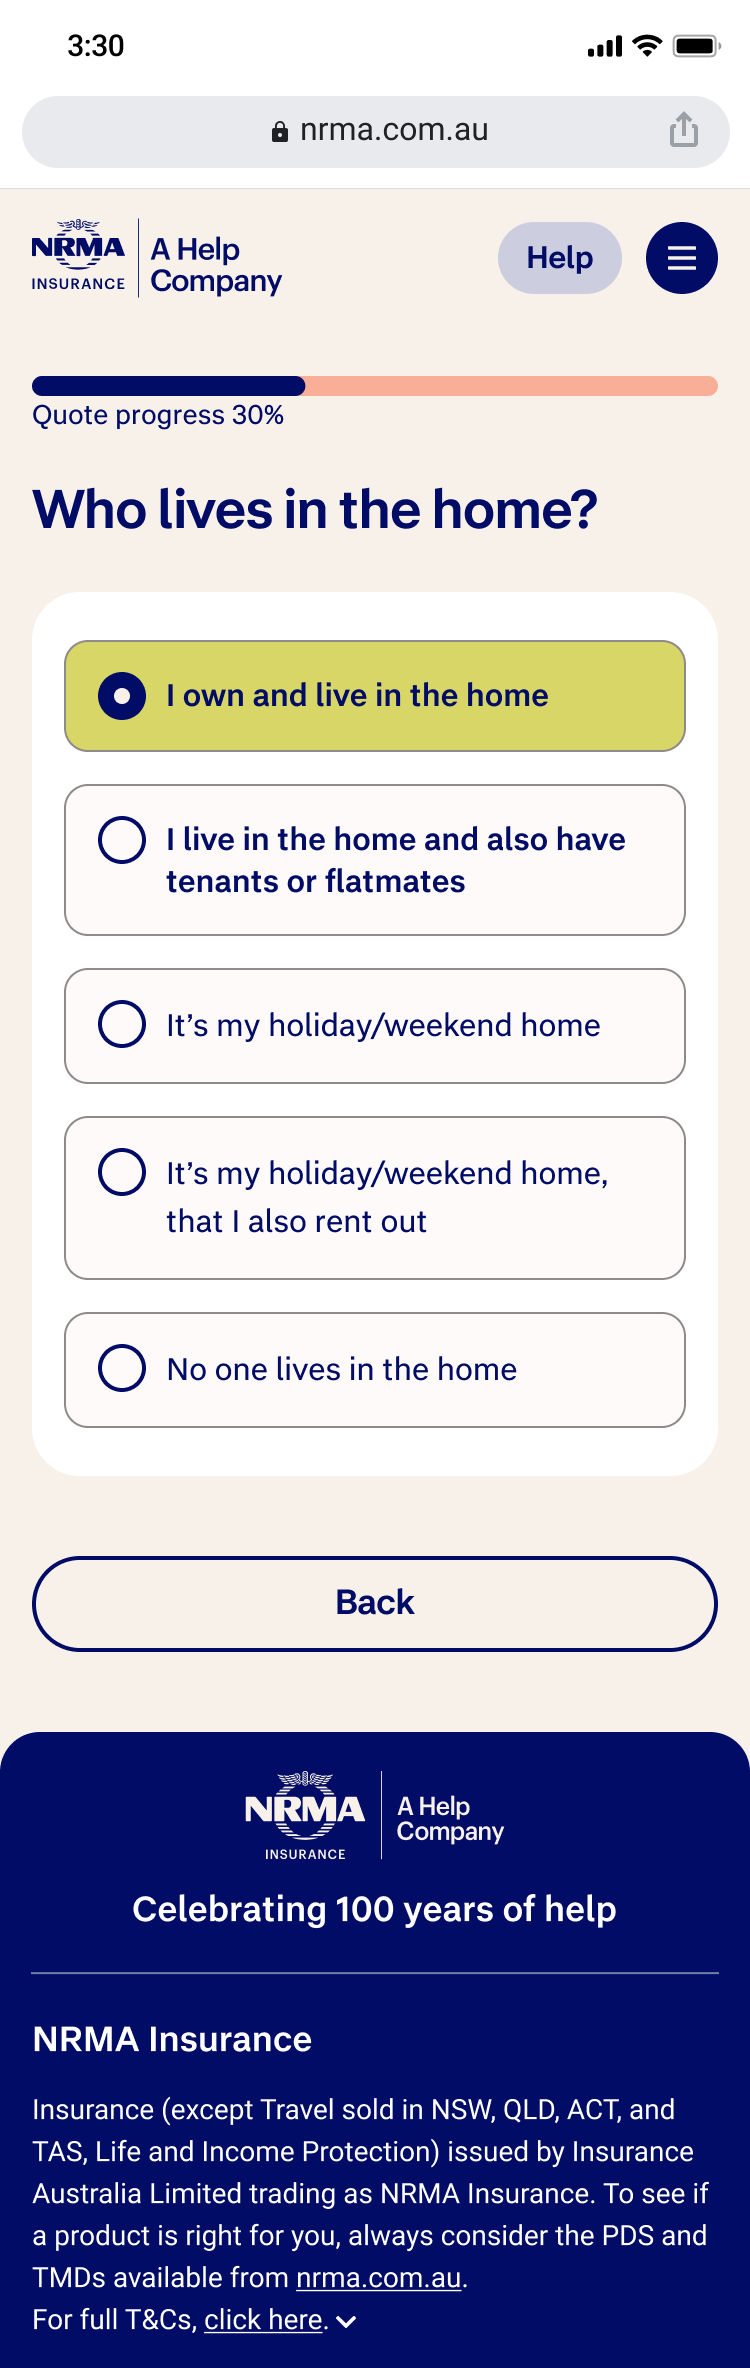 3:30
nrma.com.au
NRMA
INSURANCE
A Help
Company
Help
Quote progress 30%
Who lives in the home?
I own and live in the home
I live in the home and also have
tenants or flatmates
It’s my holiday/weekend home
It’s my holiday/weekend home,
that I also rent out
No one lives in the home
Back
NRMA
INSURANCE
A Help
Company
Celebrating 100 years of help
NRMA Insurance
Insurance (except Travel sold in NSW, QLD, ACT, and
TAS, Life and Income Protection) issued by Insurance
Australia Limited trading as NRMA Insurance. To see if
a product is right for you, always consider the PDS and
TMDs available from nrma.com.au.
For full T&Cs, click here.